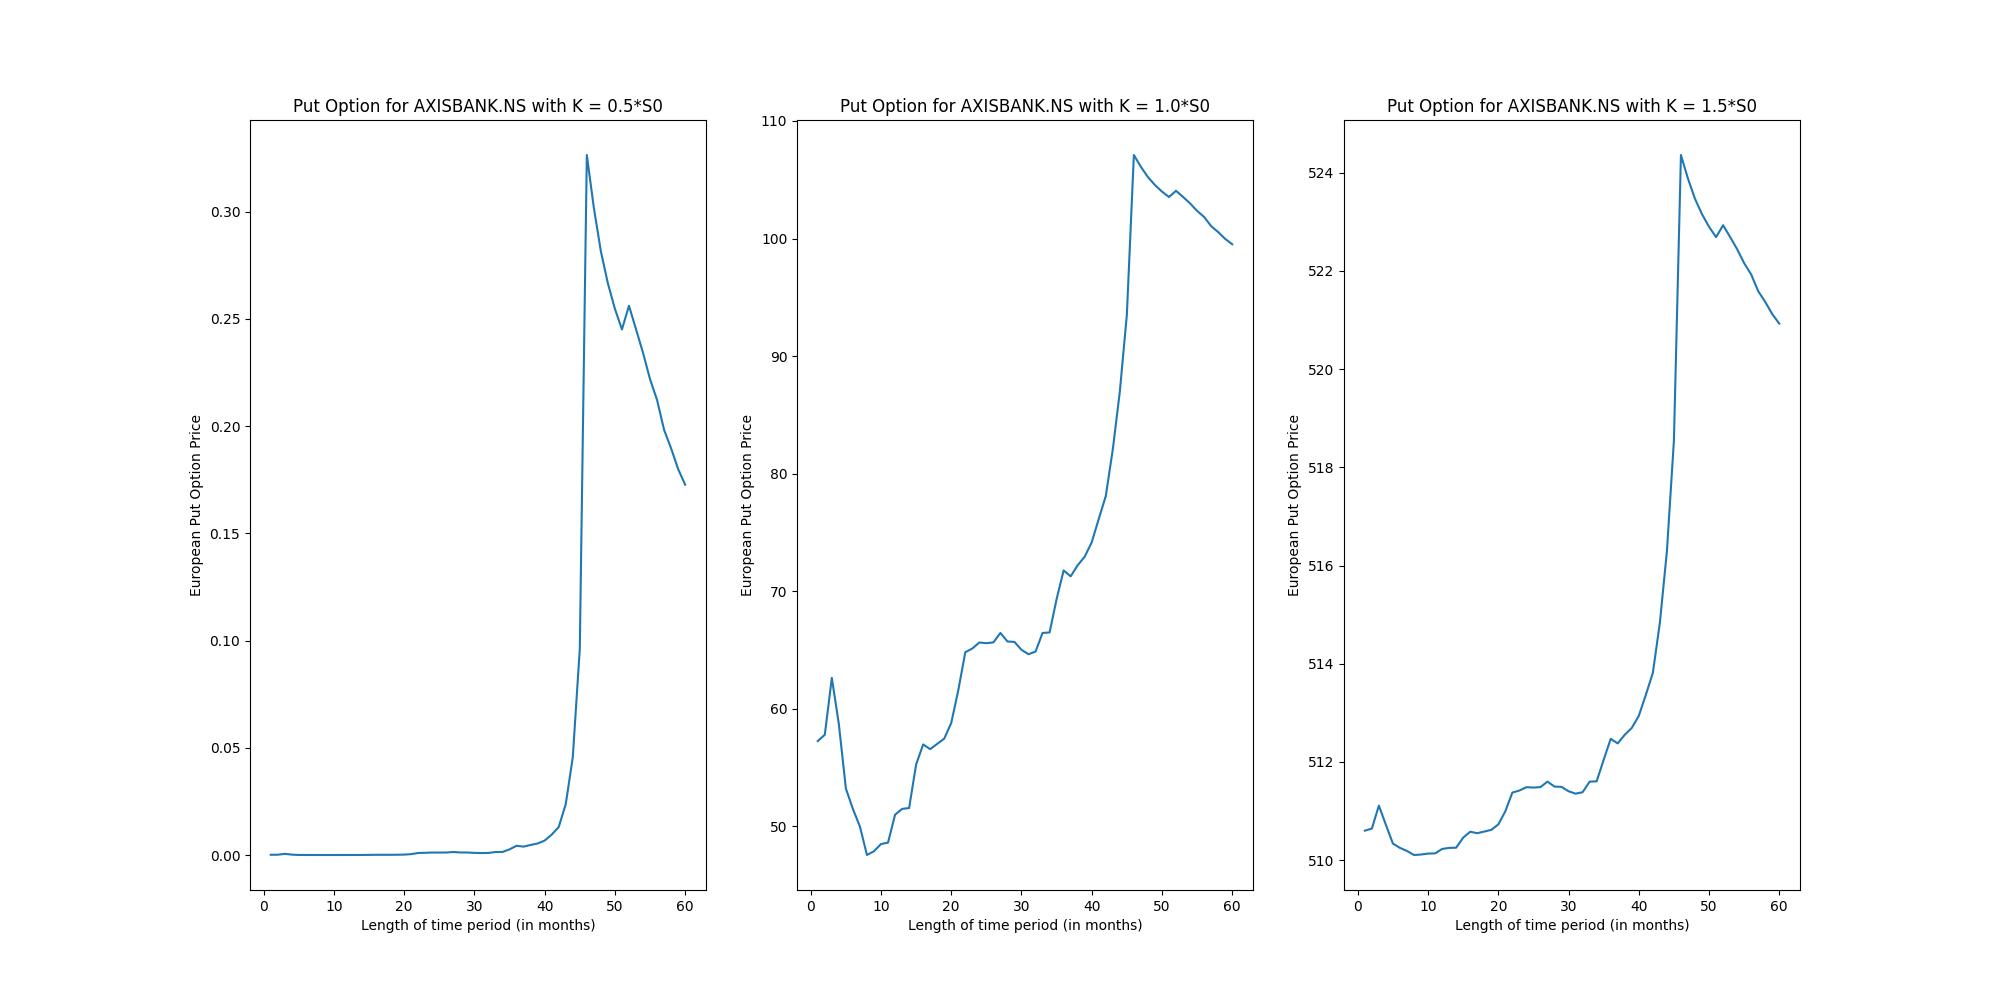 Put Option for AXISBANK.NS with K = 0.5*S0
European Put Option Price
0.30
0.25
0.20
0.15
0.10
0.05
0.00
0 10 20 30 40 50 60
Length of time period (in months)
Put Option for AXISBANK.NS with K = 1.0*S0
European Put Option Price
110
100
90
80
70
60
50
0 10 20 30 40 50 60
Length of time period (in months)
Put Option for AXISBANK.NS with K = 1.5*S0
European Put Option Price
524
522
520
518
516
514
512
510
0 10 20 30 40 50 60
Length of time period (in months)